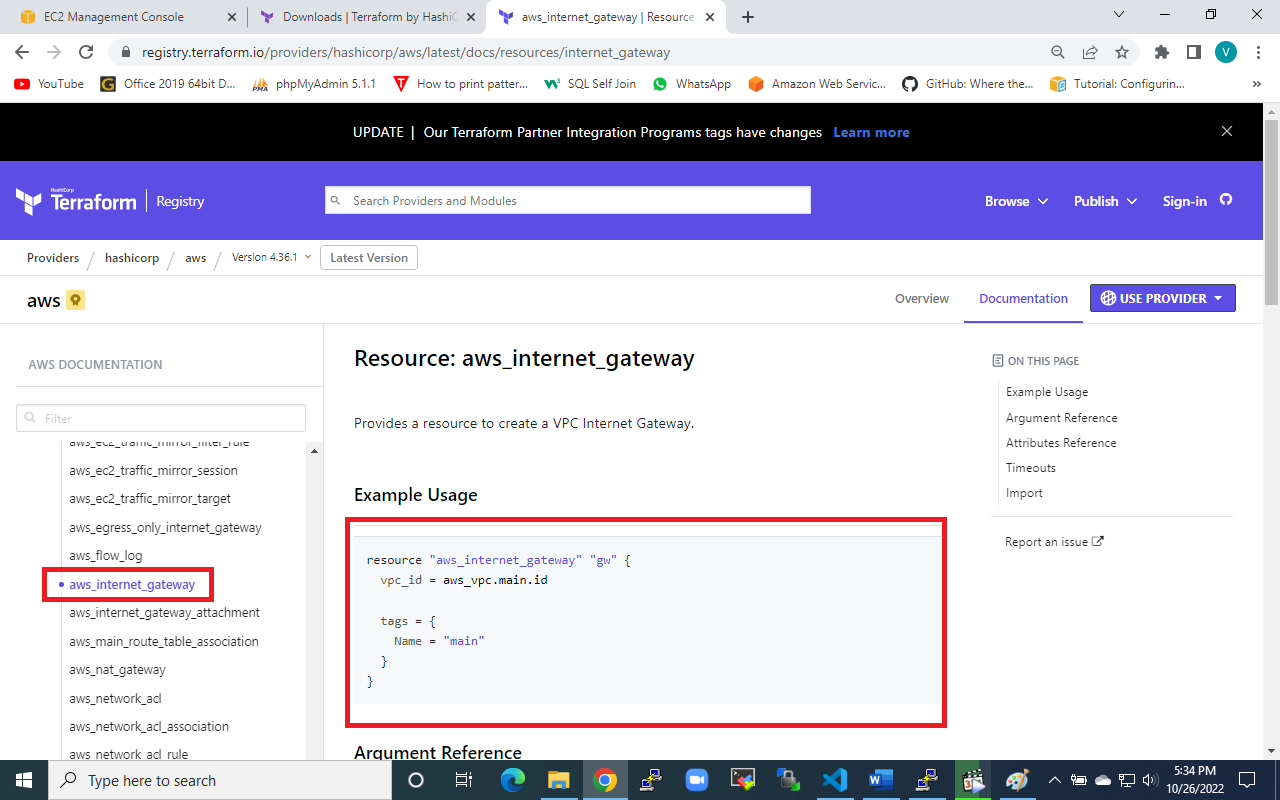 EC2 Management Console
Downloads | Terraform by HashiC
aws_internet_gateway | Resource
registry.terraform.io/providers/hashicorp/aws/latest/docs/resources/internet_gateway
V
YouTube
Office 2019 64bit D...
phpMyAdmin 5.1.1
How to print patter...
SQL Self Join
WhatsApp
Amazon Web Servic...
GitHub: Where the...
Tutorial: Configurin...
»
UPDATE | Our Terraform Partner Integration Programs tags have changes Learn more
HashiCorp
Terraform
Registry
Search Providers and Modules
Browse
Publish
Sign-in
Providers / hashicorp / aws / Version 4.36.1
Latest Version
aws
Overview
Documentation
USE PROVIDER
AWS DOCUMENTATION
Filter
aws_ec2_traffic_mirror_filter_rule
aws_ec2_traffic_mirror_session
aws_ec2_traffic_mirror_target
aws_egress_only_internet_gateway
aws_flow_log
aws_internet_gateway
aws_internet_gateway_attachment
aws_main_route_table_association
aws_nat_gateway
aws_network_acl
aws_network_acl_association
aws_network_acl_rule
Resource: aws_internet_gateway
Provides a resource to create a VPC Internet Gateway.
Example Usage
resource "aws_internet_gateway" "gw" {
vpc_id = aws_vpc.main.id
tags = {
Name = "main"
}
}
Argument Reference
ON THIS PAGE
Example Usage
Argument Reference
Attributes Reference
Timeouts
Import
Report an issue
Type here to search
5:34 PM
10/26/2022